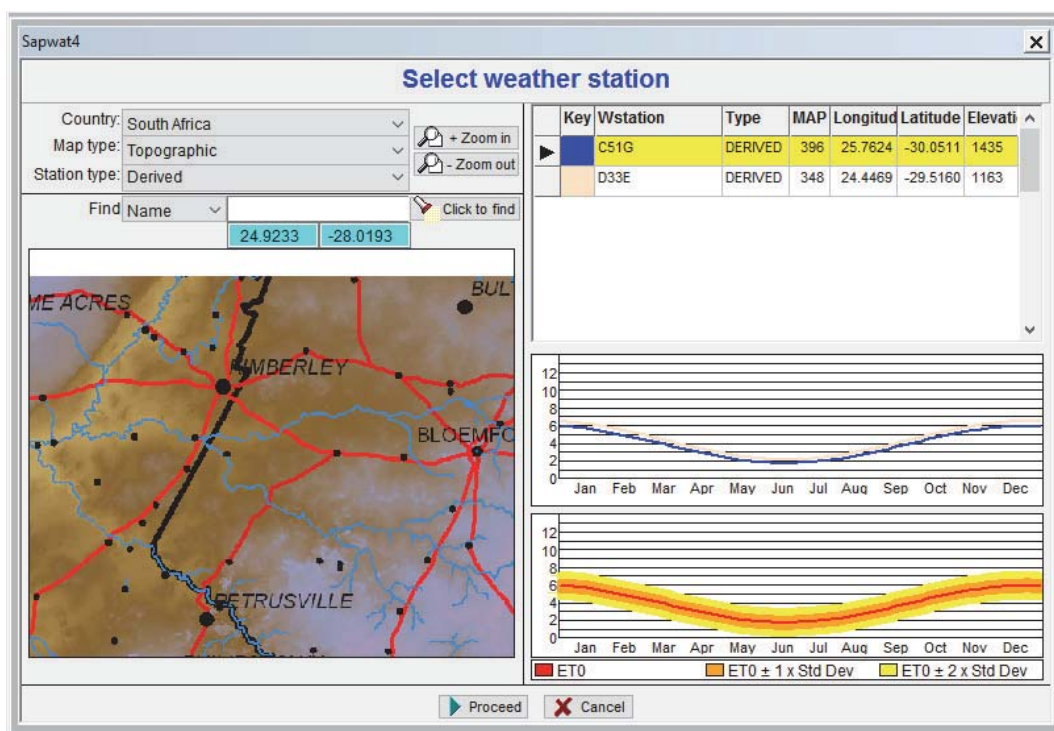 Sapwat4
Select weather station
Country: South Africa
Map type: Topographic
Station type: Derived
+ Zoom in
- Zoom out
Find Name
Click to find
24.9233 -28.0193
ME ACRES
BUL
KIMBERLEY
BLOEMFO
PETRUSVILLE
Key Wstation Type MAP Longitud Latitude Elevati
C51G DERIVED 396 25.7624 -30.0511 1435
D33E DERIVED 348 24.4469 -29.5160 1163
12
10
8
6
4
2
0
Jan Feb Mar Apr May Jun Jul Aug Sep Oct Nov Dec
12
10
8
6
4
2
0
Jan Feb Mar Apr May Jun Jul Aug Sep Oct Nov Dec
ET0 ET0 ± 1 x Std Dev ET0 ± 2 x Std Dev
Proceed Cancel